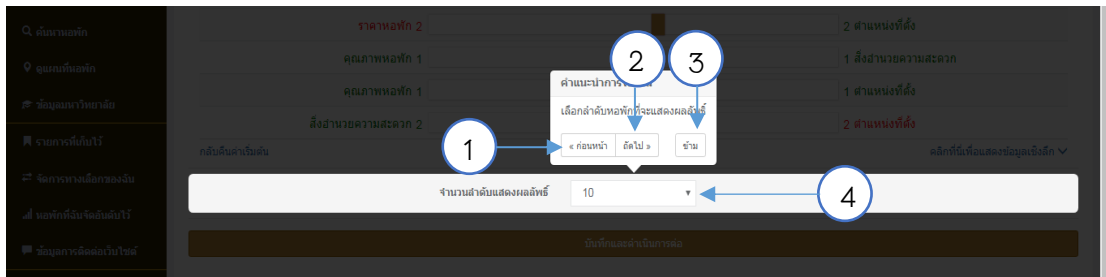 ค้นหาหอพัก
ดูแผนที่หอพัก
ข้อมูลมหาวิทยาลัย
รายการที่เก็บไว้
จัดการทางเลือกของฉัน
หอพักที่ฉันจัดอันดับไว้
ข้อมูลการติดต่อเว็บไซต์
ราคาหอพัก 2
2 ตำแหน่งที่ตั้ง
คุณภาพหอพัก 1
1 สิ่งอำนวยความสะดวก
คุณภาพหอพัก 1
1 ตำแหน่งที่ตั้ง
สิ่งอำนวยความสะดวก 2
2 ตำแหน่งที่ตั้ง
กลับคืนค่าเริ่มต้น
คลิกที่นี่เพื่อแสดงข้อมูลเชิงลึก
2
3
คำแนะนำการ
เลือกลำดับหอพักที่จะแสดงผลลัพธ์
1
« ก่อนหน้า
ถัดไป »
ข้าม
จำนวนลำดับแสดงผลลัพธ์
10
4
บันทึกและดำเนินการต่อ